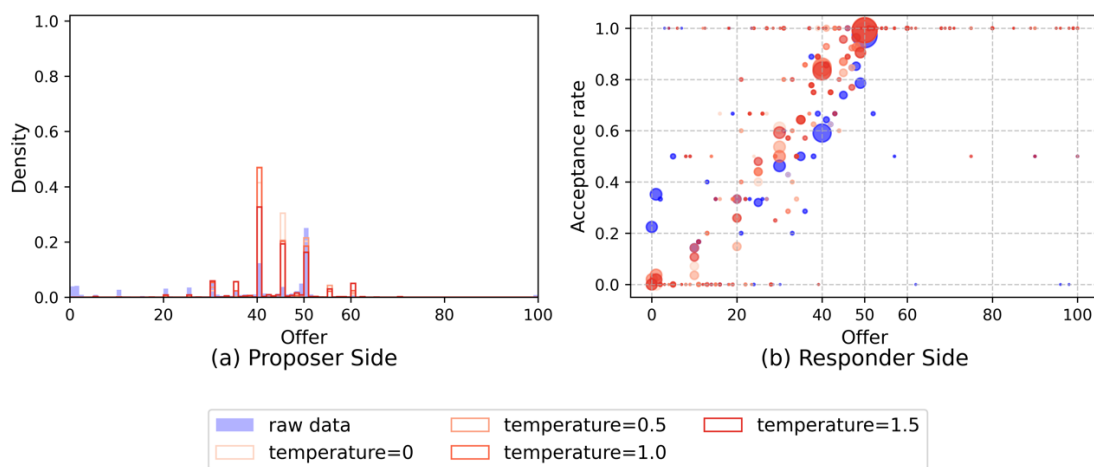 1.0
0.8
0.6
0.4
0.2
0.0
Density
0
20
40
60
80
100
Offer
(a) Proposer Side
1.0
0.8
0.6
0.4
0.2
0.0
Acceptance rate
0
20
40
60
80
100
Offer
(b) Responder Side
raw data
temperature=0
temperature=0.5
temperature=1.0
temperature=1.5